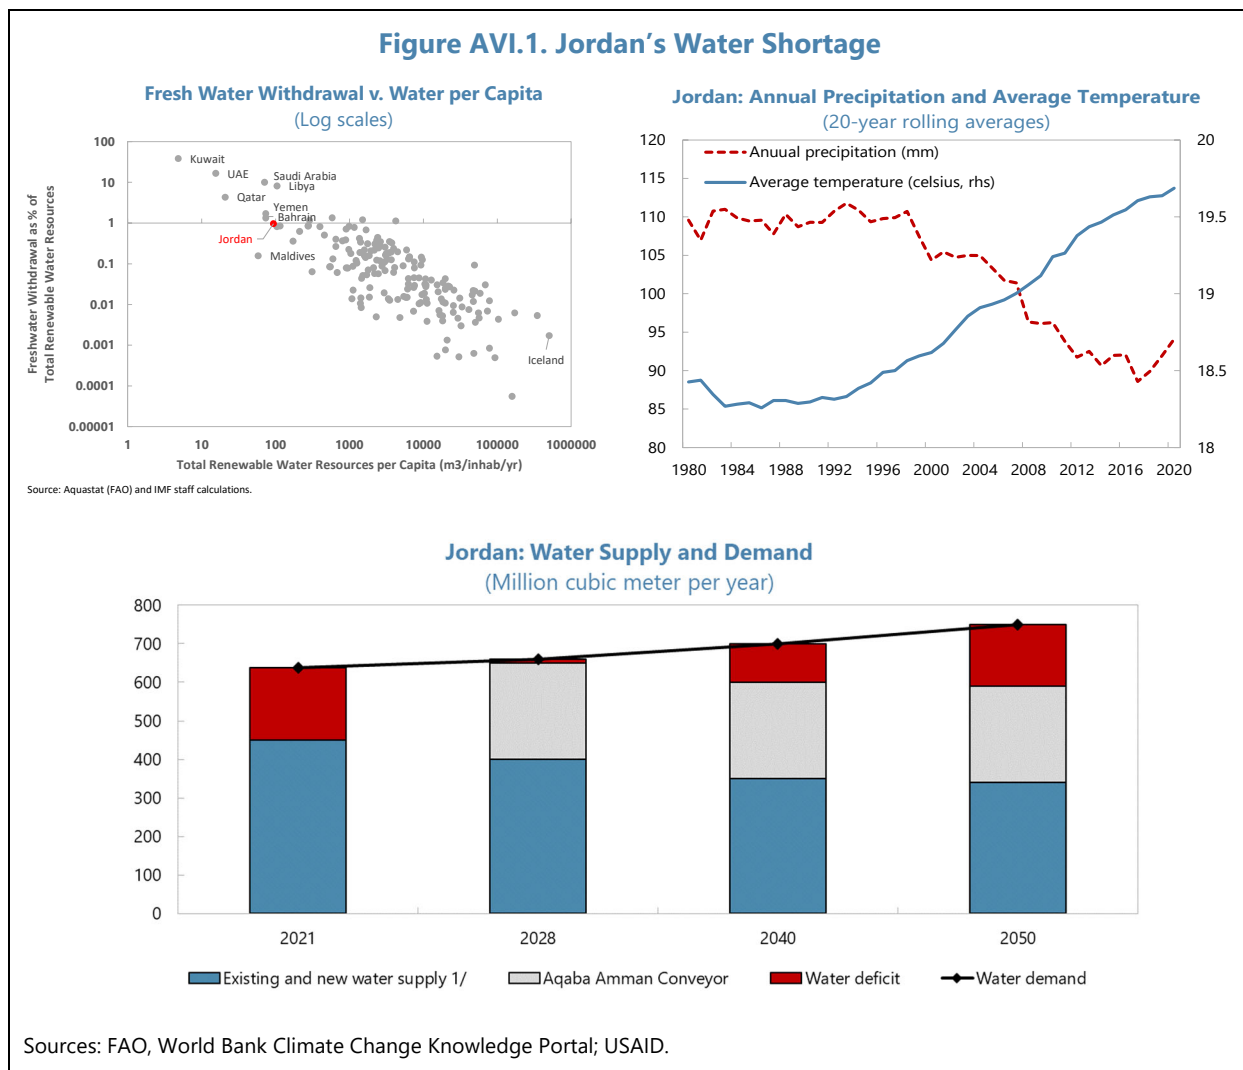 Figure AVI.1. Jordan’s Water Shortage
Fresh Water Withdrawal v. Water per Capita
(Log scales)
Freshwater Withdrawal as % of
Total Renewable Water Resources
100
10
1
0.1
0.01
0.001
0.0001
0.00001
Kuwait
UAE
Saudi Arabia
Libya
Qatar
Yemen
Bahrain
Jordan
Maldives
Iceland
1 10 100 1000 10000 100000 1000000
Total Renewable Water Resources per Capita (m3/inhab/yr)
Source: Aquastat (FAO) and IMF staff calculations.
Jordan: Annual Precipitation and Average Temperature
(20-year rolling averages)
120
115
110
105
100
95
90
85
80
Anuual precipitation (mm)
Average temperature (celsius, rhs)
20
19.5
19
18.5
18
1980 1984 1988 1992 1996 2000 2004 2008 2012 2016 2020
Jordan: Water Supply and Demand
(Million cubic meter per year)
800
700
600
500
400
300
200
100
0
2021 2028 2040 2050
Existing and new water supply 1/ Aqaba Amman Conveyor Water deficit Water demand
Sources: FAO, World Bank Climate Change Knowledge Portal; USAID.